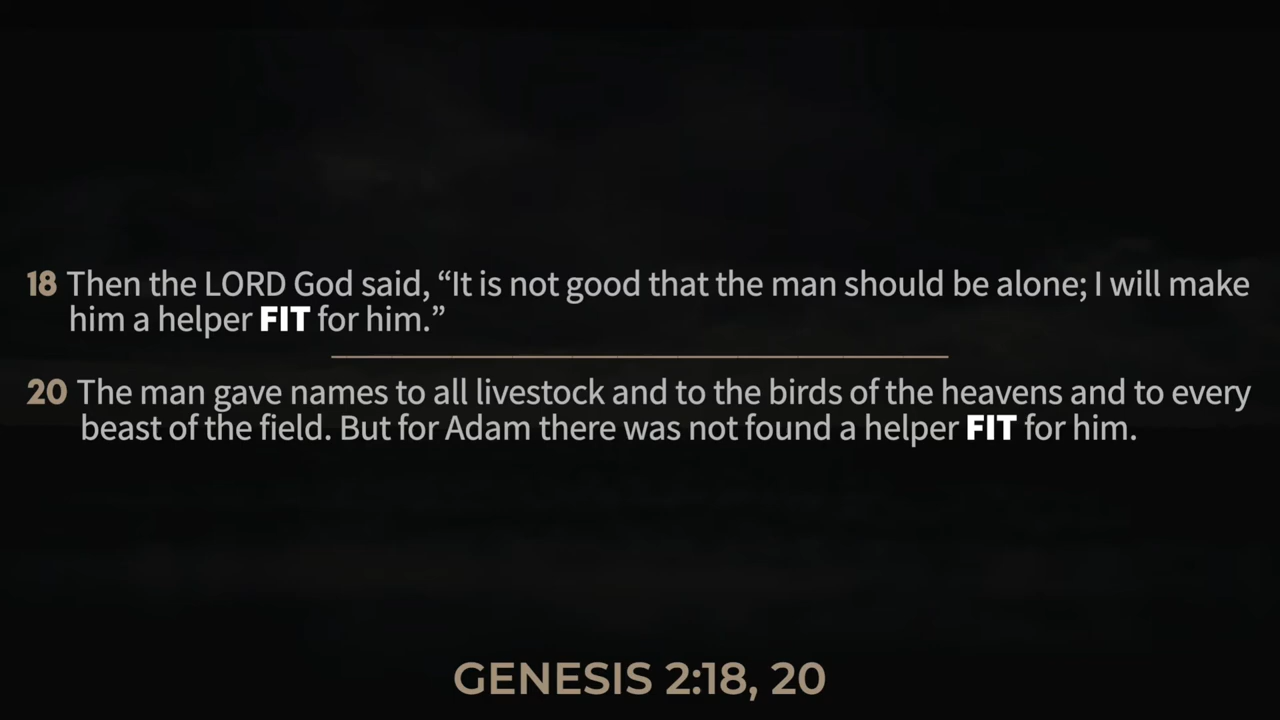 18 Then the LORD God said, “It is not good that the man should be alone; I will make
him a helper FIT for him.”
20 The man gave names to all livestock and to the birds of the heavens and to every
beast of the field. But for Adam there was not found a helper FIT for him.
GENESIS 2:18, 20